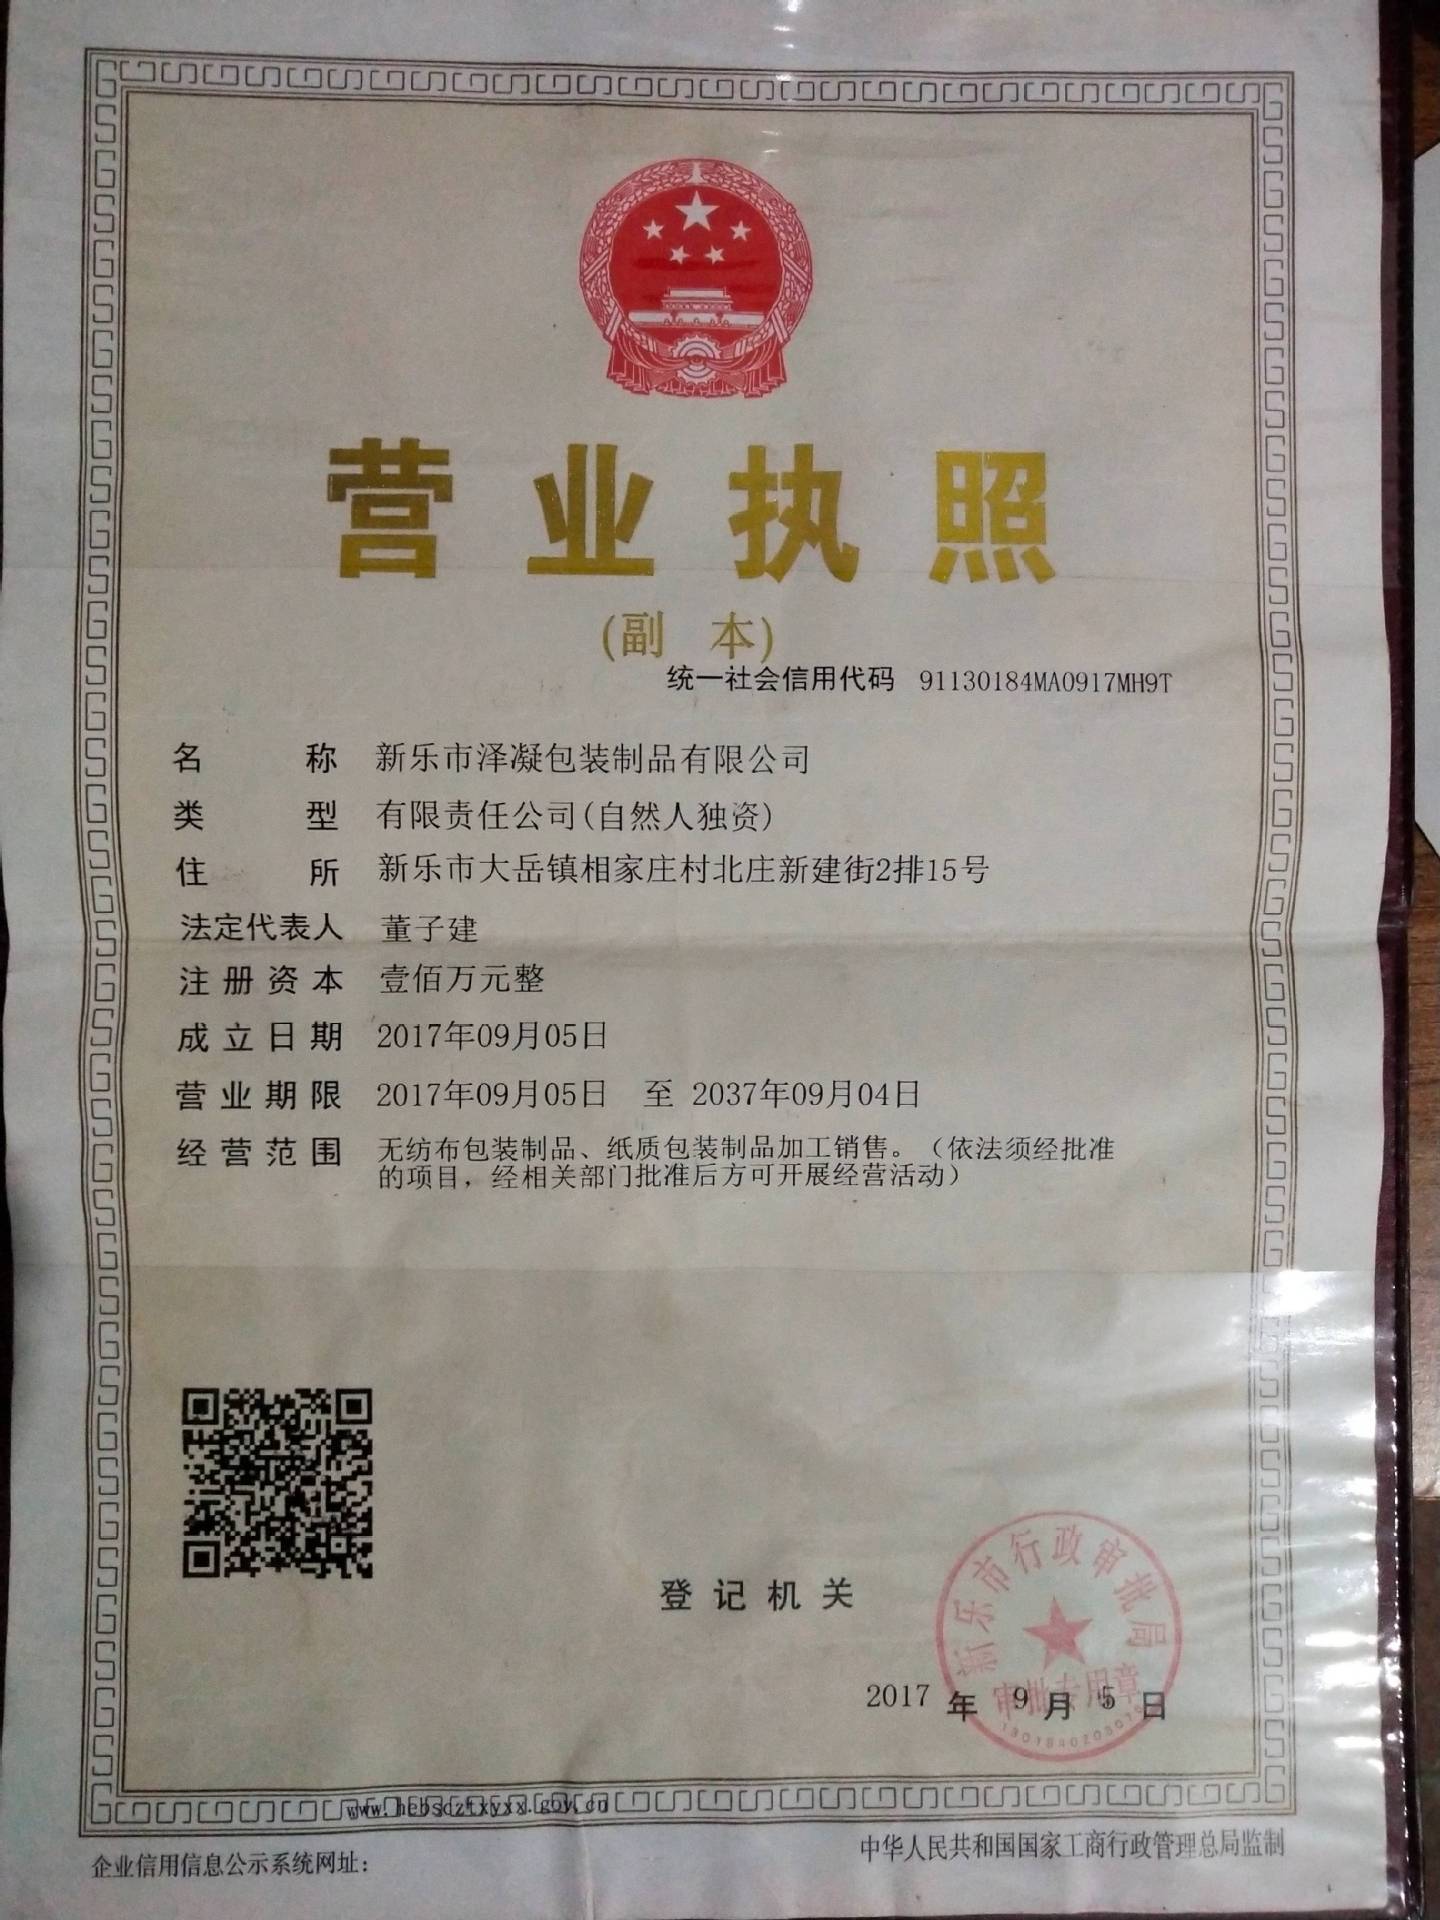 营业执照
(副 本)
统一社会信用代码 91130184MA0917MH9T
名 称 新乐市泽凝包装制品有限公司
类 型 有限责任公司(自然人独资)
住 所 新乐市大岳镇相家庄村北庄新建街2排15号
法定代表人 董子建
注册资本 壹佰万元整
成立日期 2017年09月05日
营业期限 2017年09月05日 至 2037年09月04日
经营范围 无纺布包装制品、纸质包装制品加工销售。（依法须经批准
的项目，经相关部门批准后方可开展经营活动）
登记机关
新乐市行政审批局
审批专用章
2017 年 9 月 5 日
www.hebscztxyxx.gov.cn
企业信用信息公示系统网址：
中华人民共和国国家工商行政管理总局监制